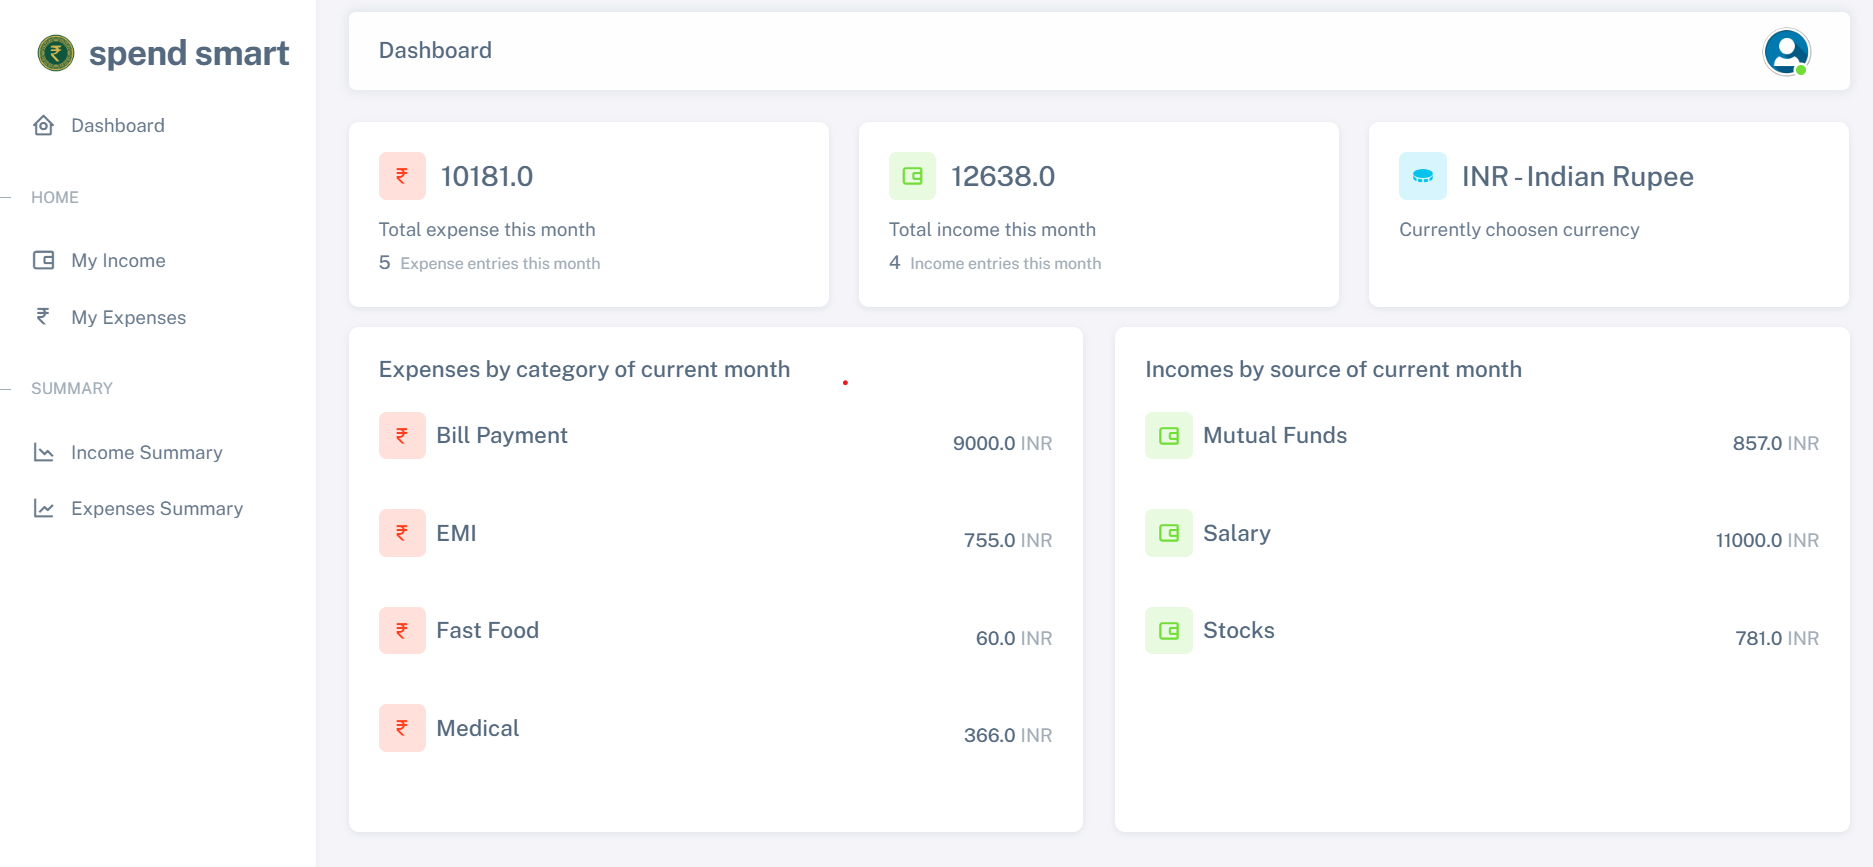 spend smart
Dashboard
HOME
My Income
₹ My Expenses
SUMMARY
Income Summary
Expenses Summary
Dashboard
₹ 10181.0
Total expense this month
5 Expense entries this month
12638.0
Total income this month
4 Income entries this month
INR - Indian Rupee
Currently choosen currency
Expenses by category of current month
₹ Bill Payment 9000.0 INR
₹ EMI 755.0 INR
₹ Fast Food 60.0 INR
₹ Medical 366.0 INR
Incomes by source of current month
Mutual Funds 857.0 INR
Salary 11000.0 INR
Stocks 781.0 INR